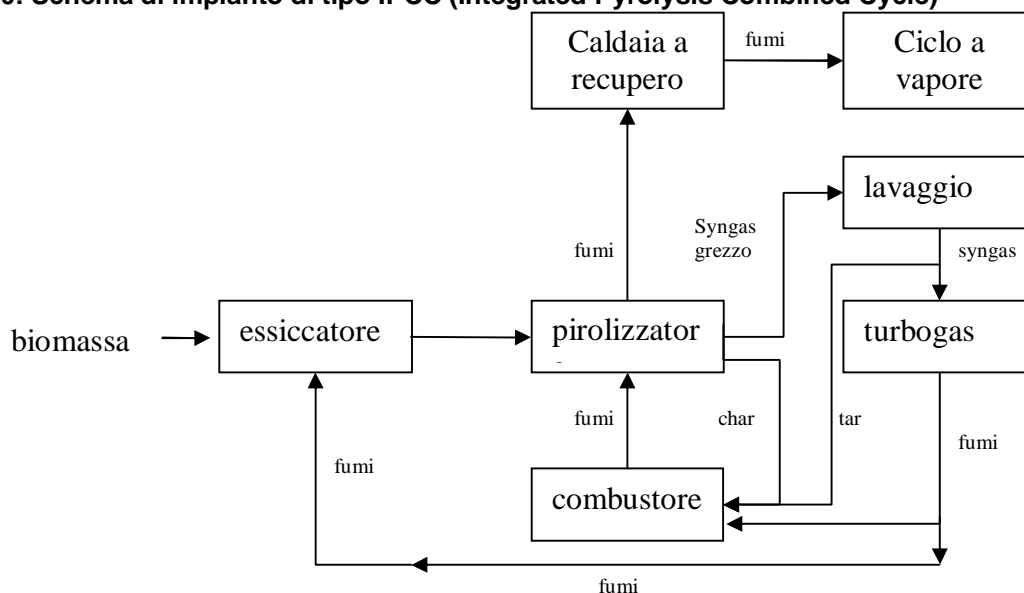 Schema di impianto di tipo IPCC (Integrated Pyrolysis Combined Cycle)
Caldaia a
recupero
fumi
Ciclo a
vapore
lavaggio
Syngas
grezzo
fumi
syngas
biomassa
essiccatore
pirolizzator
turbogas
fumi
char
tar
fumi
fumi
combustore
fumi